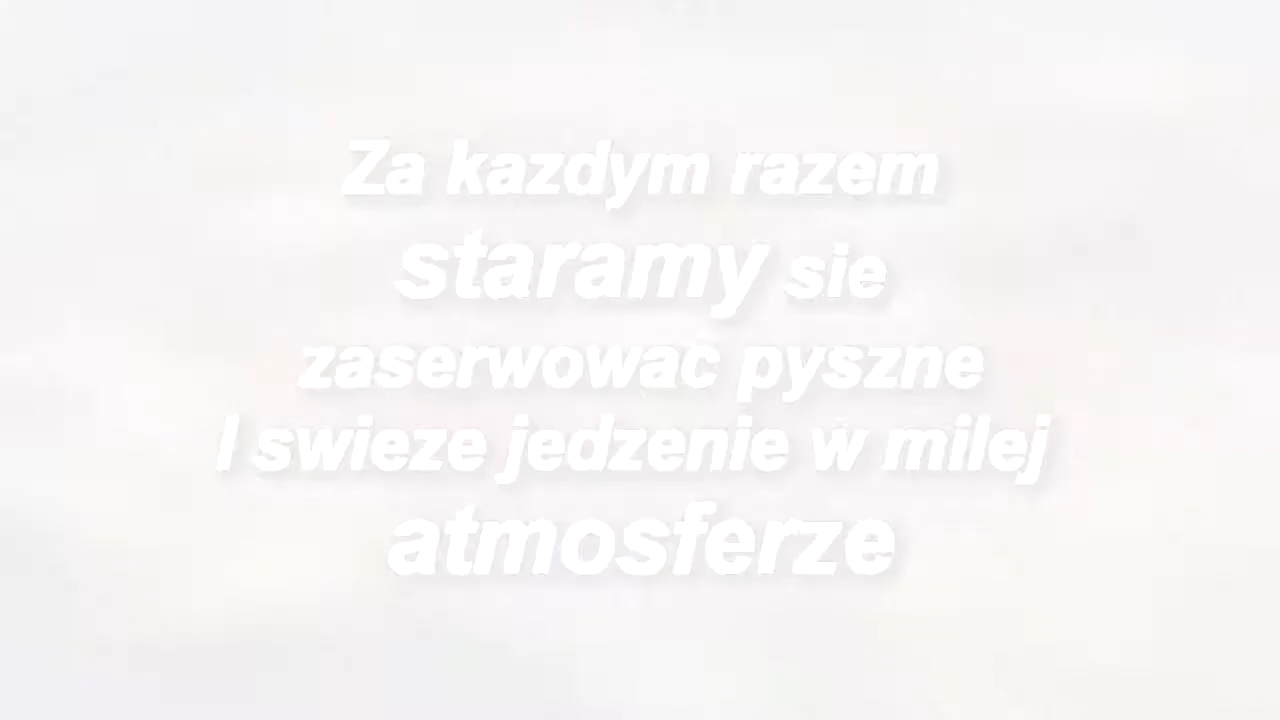 Za kazdym razem
staramy sie
zaserwowac pyszne
I swieze jedzenie w milej
atmosferze